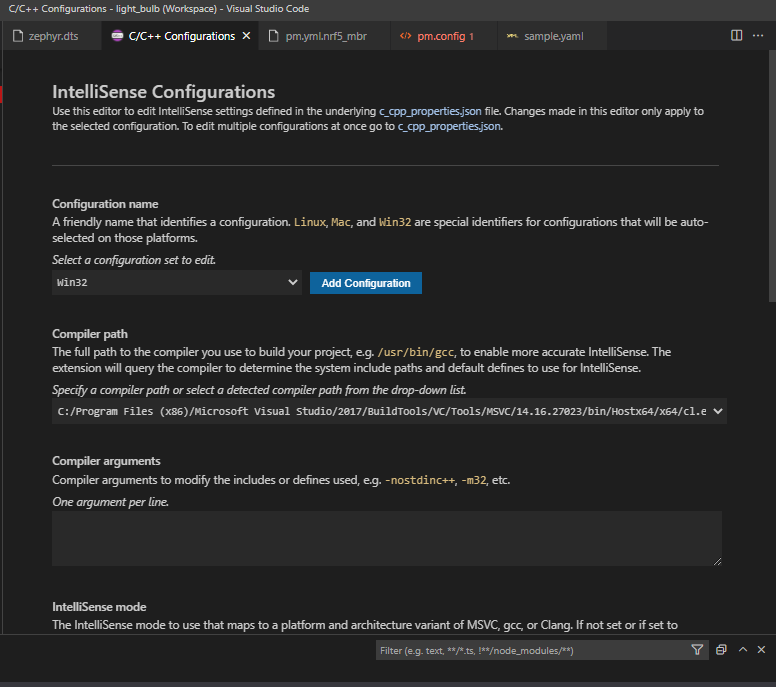 C/C++ Configurations - light_bulb (Workspace) - Visual Studio Code
zephyr.dts
C/C++ Configurations
pm.yml.nrf5_mbr
pm.config 1
sample.yaml
IntelliSense Configurations
Use this editor to edit IntelliSense settings defined in the underlying c_cpp_properties.json file. Changes made in this editor only apply to
the selected configuration. To edit multiple configurations at once go to c_cpp_properties.json.
Configuration name
A friendly name that identifies a configuration. Linux, Mac, and Win32 are special identifiers for configurations that will be auto-
selected on those platforms.
Select a configuration set to edit.
Win32
Add Configuration
Compiler path
The full path to the compiler you use to build your project, e.g. /usr/bin/gcc, to enable more accurate IntelliSense. The
extension will query the compiler to determine the system include paths and default defines to use for IntelliSense.
Specify a compiler path or select a detected compiler path from the drop-down list.
C:/Program Files (x86)/Microsoft Visual Studio/2017/BuildTools/VC/Tools/MSVC/14.16.27023/bin/Hostx64/x64/cl.e
Compiler arguments
Compiler arguments to modify the includes or defines used, e.g. -nostdinc++, -m32, etc.
One argument per line.
IntelliSense mode
The IntelliSense mode to use that maps to a platform and architecture variant of MSVC, gcc, or Clang. If not set or if set to
Filter (e.g. text, **/*.ts, !**/node_modules/**)